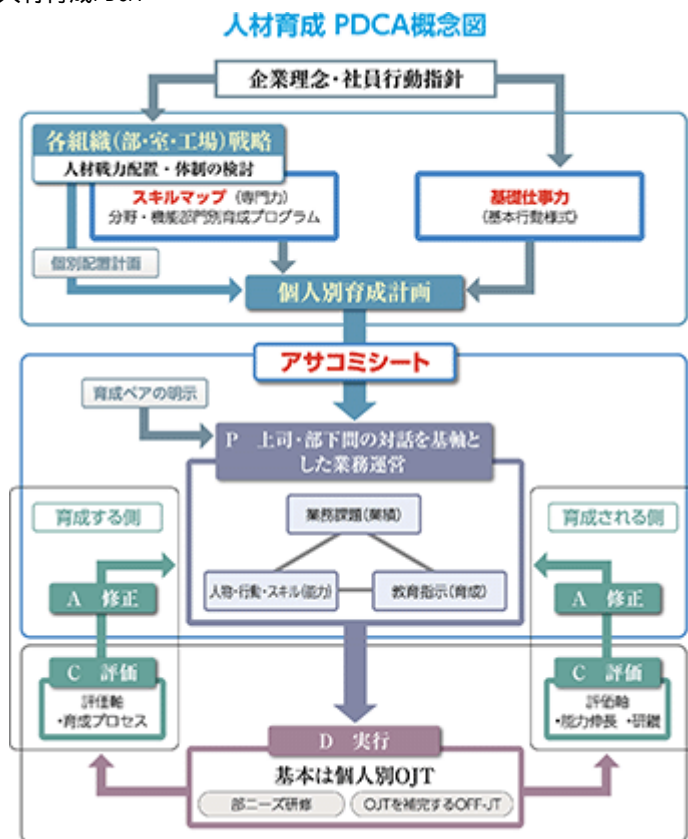 人材育成 PDCA概念図
企業理念・社員行動指針
各組織(部・室・工場)戦略
人材戦力配置・体制の検討
スキルマップ(専門力)
分野・機能部門別育成プログラム
基礎仕事力
(基本行動様式)
個別配置計画
個人別育成計画
アサコミシート
育成ペアの明示
P 上司・部下間の対話を基軸と
した業務運営
育成する側
育成される側
業務課題(業績)
人物・行動・スキル(能力)
教育指示(育成)
A 修正
A 修正
C 評価
評価軸
・育成プロセス
C 評価
評価軸
・能力伸長 ・研鑽
D 実行
基本は個人別OJT
部ニーズ研修
OJTを補完するOFF-JT